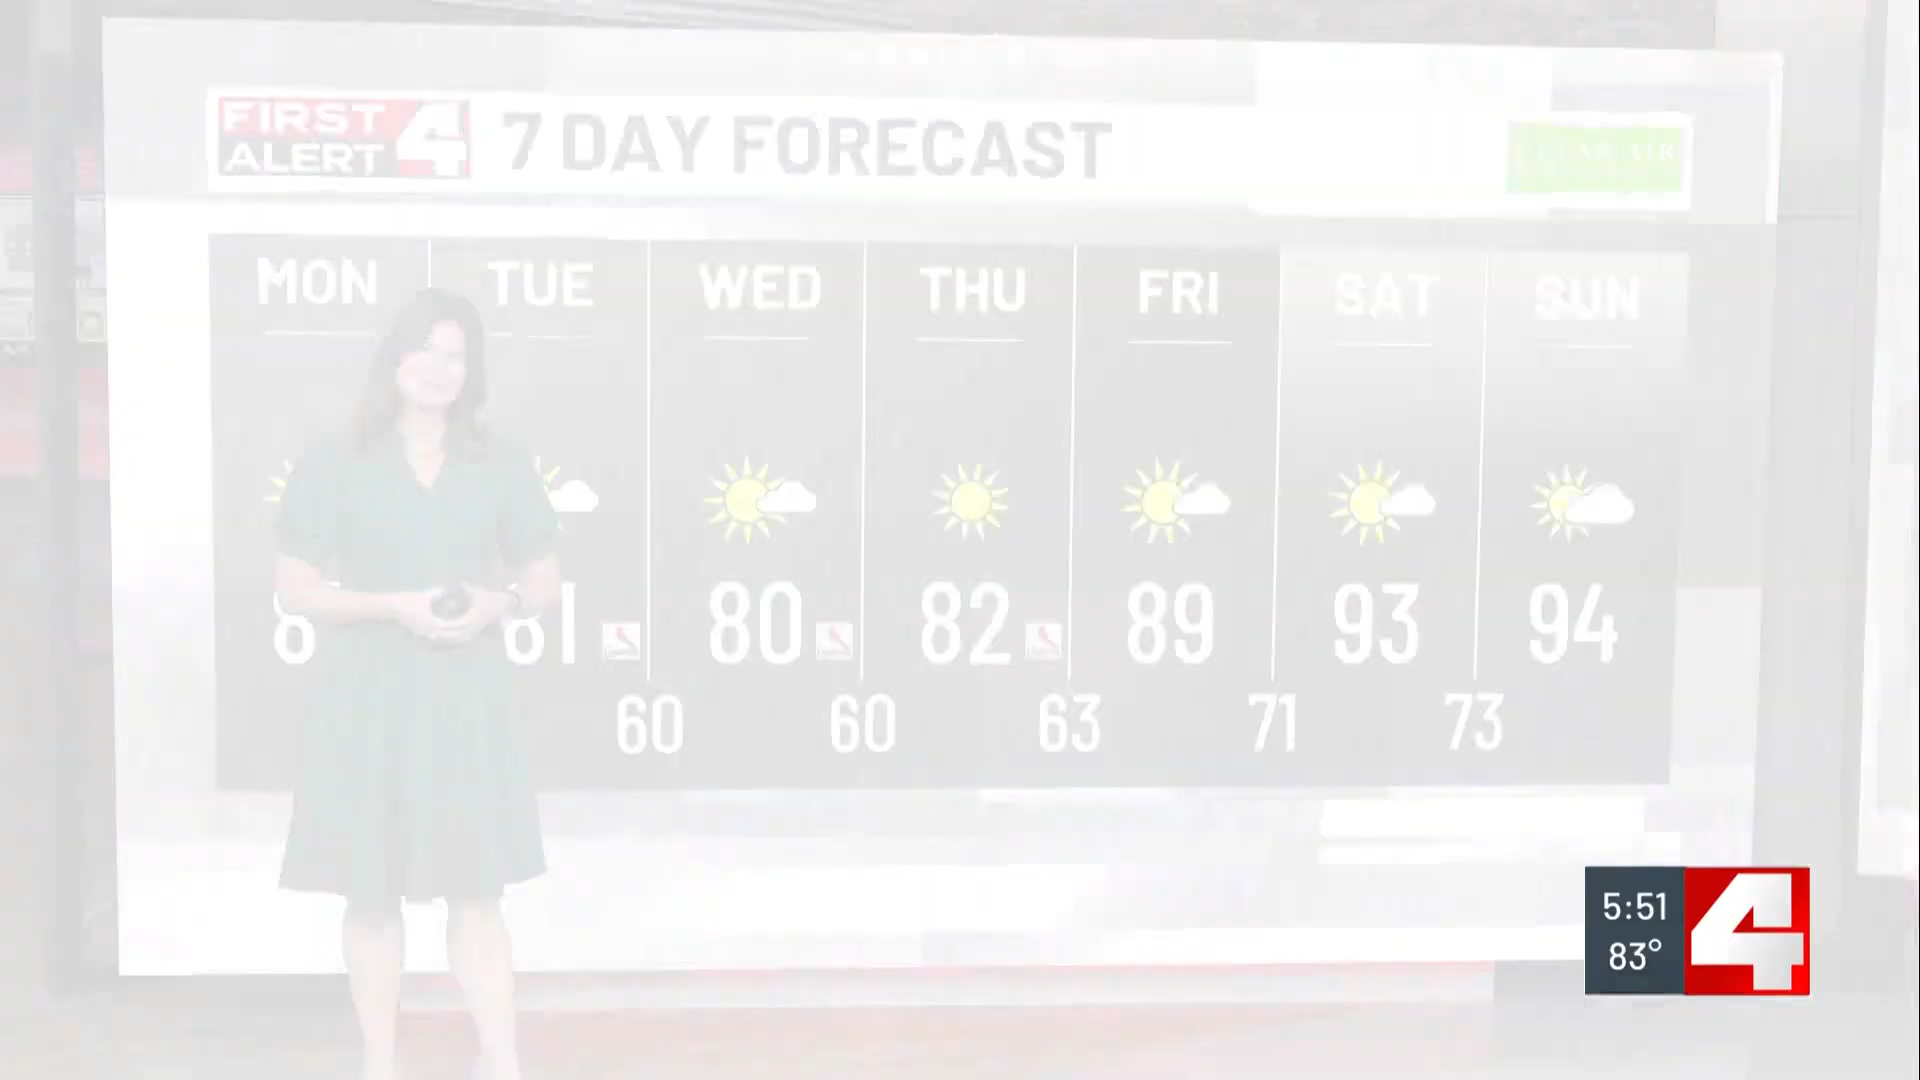 FIRST
ALERT 4
7 DAY FORECAST
MON TUE WED THU FRI SAT SUN
80 82 89 93 94
60 60 63 71 73
5:51
83°
4